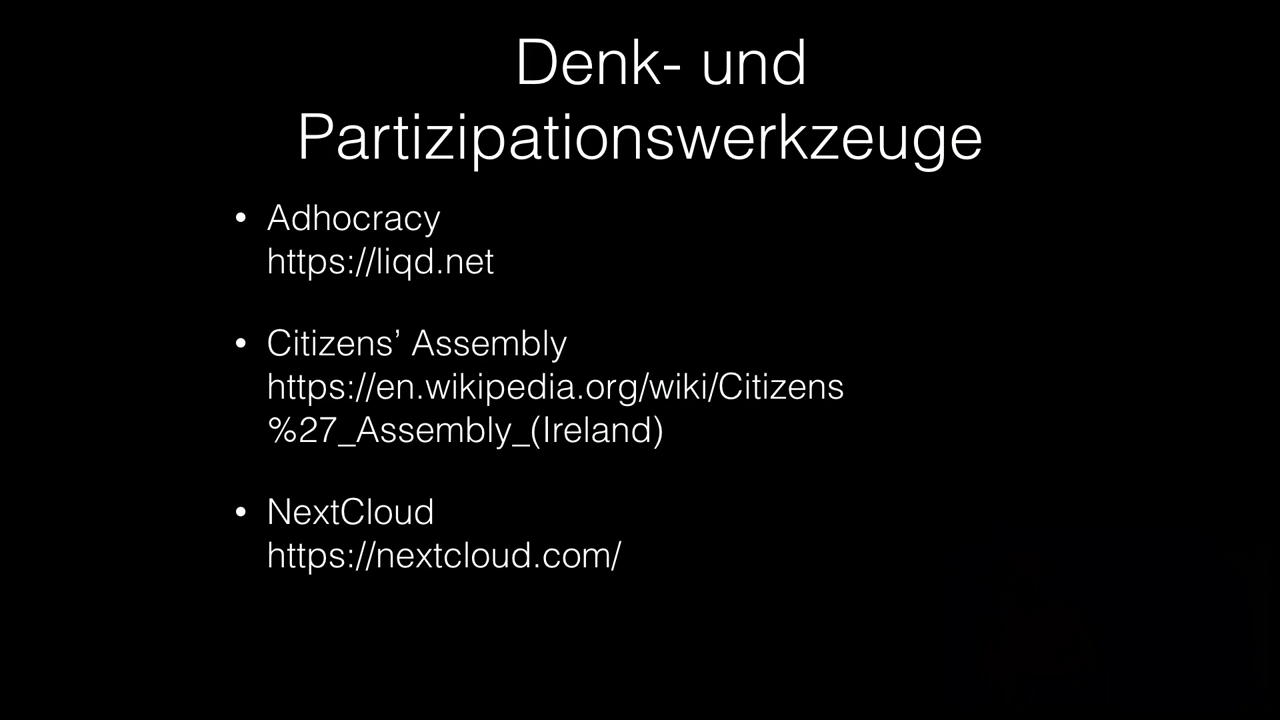 Denk- und
Partizipationswerkzeuge
• Adhocracy
https://liqd.net
• Citizens’ Assembly
https://en.wikipedia.org/wiki/Citizens
%27_Assembly_(Ireland)
• NextCloud
https://nextcloud.com/